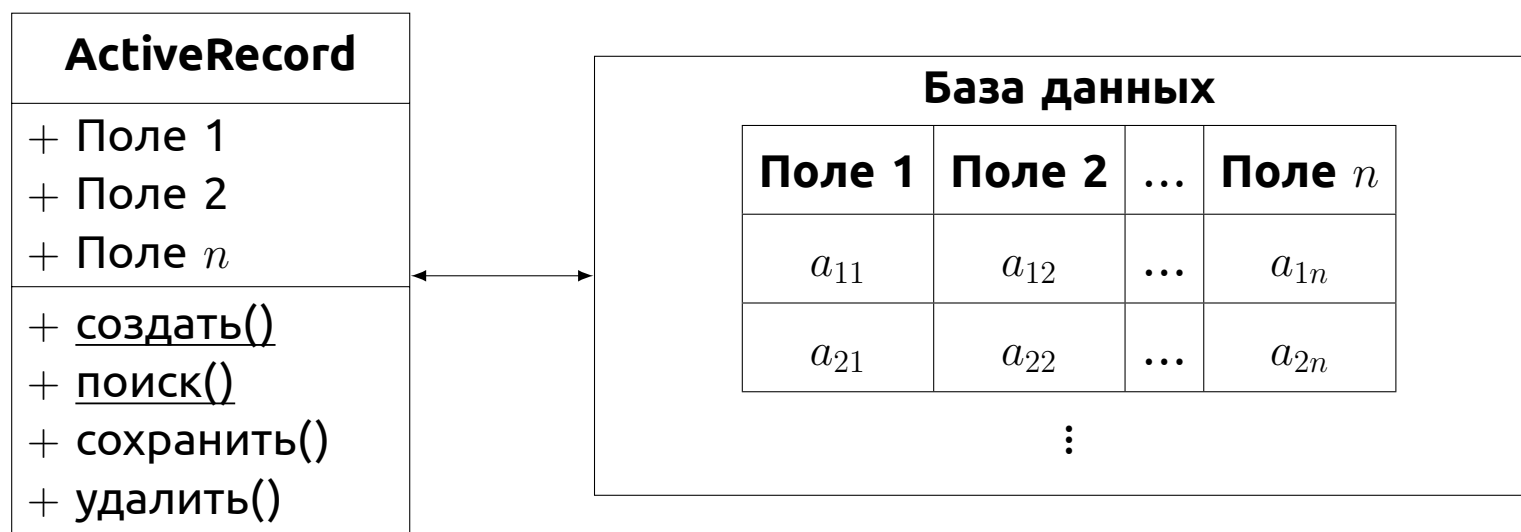 ActiveRecord
+ Поле 1
+ Поле 2
+ Поле n
+ создать()
+ поиск()
+ сохранить()
+ удалить()
База данных
Поле 1 Поле 2 ... Поле n
a11 a12 ... a1n
a21 a22 ... a2n
⋮